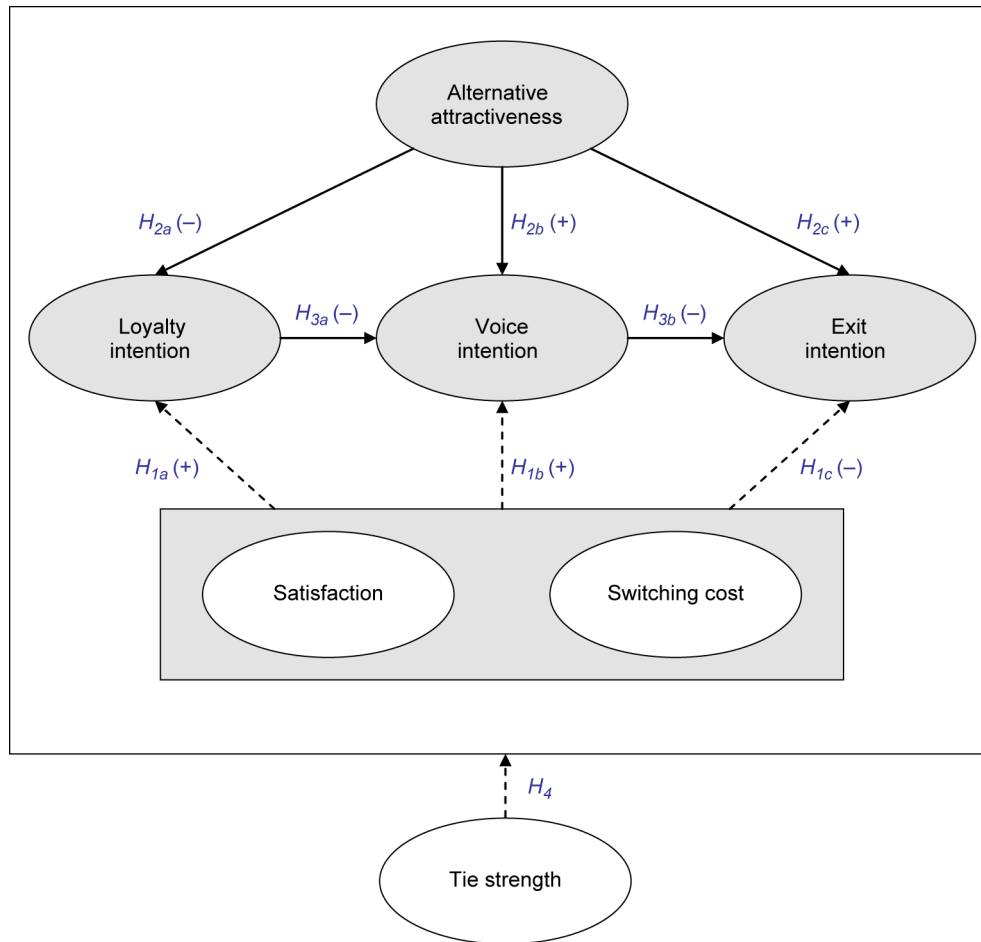 Alternative
attractiveness
H2a (–)
H2b (+)
H2c (+)
Loyalty
intention
H3a (–)
Voice
intention
H3b (–)
Exit
intention
H1a (+)
H1b (+)
H1c (–)
Satisfaction
Switching cost
H4
Tie strength